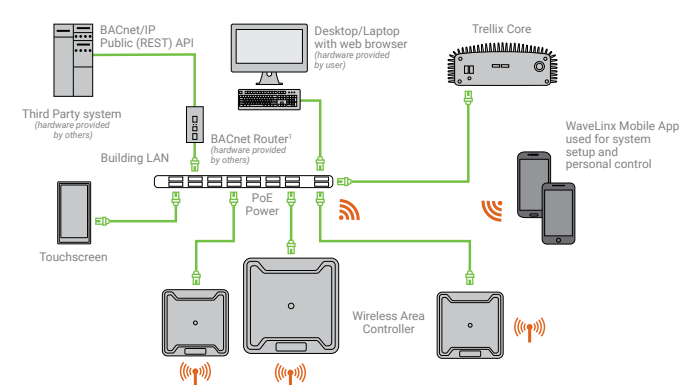 BACnet/IP
Public (REST) API
Desktop/Laptop
with web browser
(hardware provided
by user)
Trellix Core
Third Party system
(hardware provided
by others)
BACnet Router¹
(hardware provided
by others)
Building LAN
WaveLinx Mobile App
used for system
setup and
personal control
PoE
Power
Touchscreen
Wireless Area
Controller